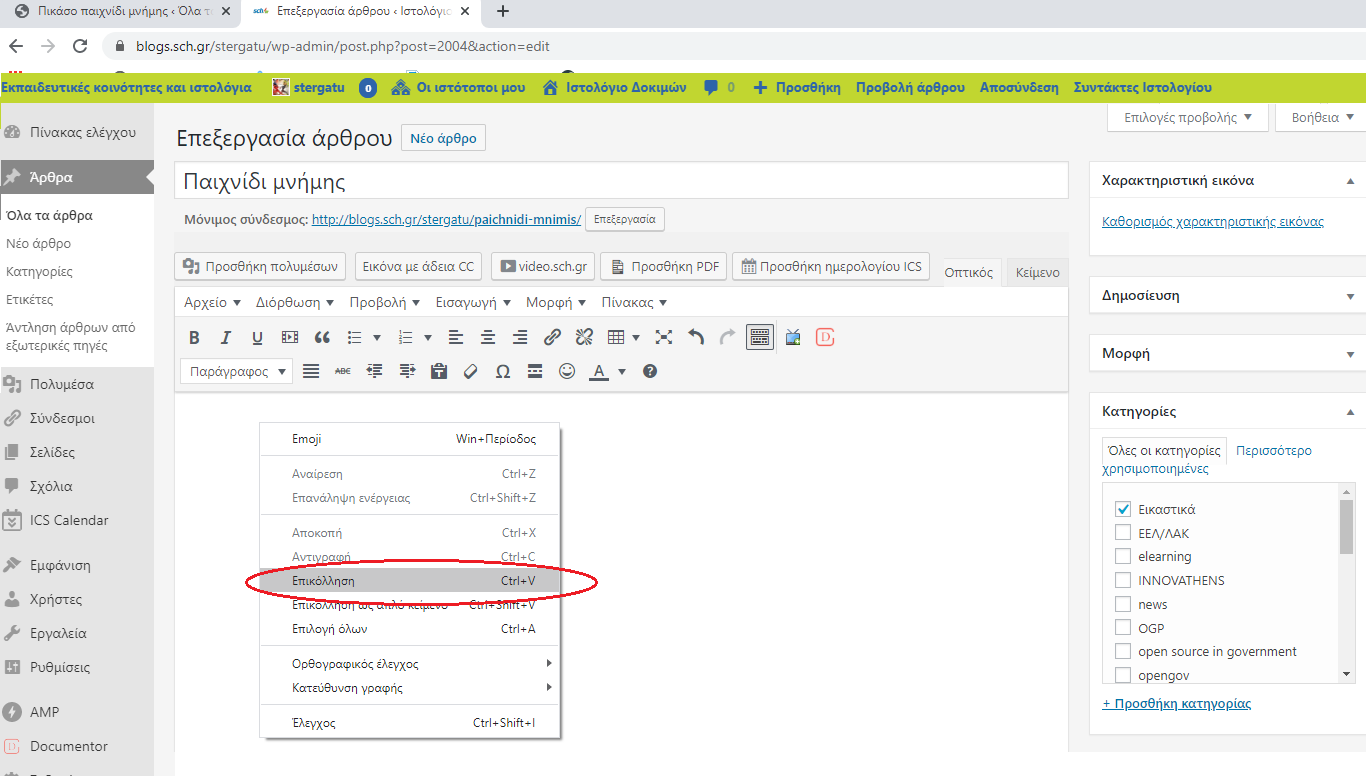 Πικάσο παιχνίδι μνήμης ‹ Όλα τ
Επεξεργασία άρθρου ‹ Ιστολόγιο
blogs.sch.gr/stergatu/wp-admin/post.php?post=2004&action=edit
Εκπαιδευτικές κοινότητες και ιστολόγια stergatu 0 Οι ιστότοποι μου Ιστολόγιο Δοκιμών 0 Προσθήκη Προβολή άρθρου Αποσύνδεση Συντάκτες Ιστολογίου
Επιλογές προβολής Βοήθεια
Πίνακας ελέγχου
Άρθρα
Όλα τα άρθρα
Νέο άρθρο
Κατηγορίες
Ετικέτες
Άντληση άρθρων από
εξωτερικές πηγές
Πολυμέσα
Σύνδεσμοι
Σελίδες
Σχόλια
ICS Calendar
Εμφάνιση
Χρήστες
Εργαλεία
Ρυθμίσεις
AMP
Documentor
Επεξεργασία άρθρου Νέο άρθρο
Παιχνίδι μνήμης
Μόνιμος σύνδεσμος: http://blogs.sch.gr/stergatu/paichnidi-mnimis/ Επεξεργασία
Προσθήκη πολυμέσων Εικόνα με άδεια CC video.sch.gr Προσθήκη PDF Προσθήκη ημερολογίου ICS Οπτικός Κείμενο
Αρχείο Διόρθωση Προβολή Εισαγωγή Μορφή Πίνακας
B I U
Παράγραφος ABC Ω A
Emoji Win+Περίοδος
Αναίρεση Ctrl+Z
Επανάληψη ενέργειας Ctrl+Shift+Z
Αποκοπή Ctrl+X
Αντιγραφή Ctrl+C
Επικόλληση Ctrl+V
Επικόλληση ως απλό κείμενο Ctrl+Shift+V
Επιλογή όλων Ctrl+A
Ορθογραφικός έλεγχος
Κατεύθυνση γραφής
Έλεγχος Ctrl+Shift+I
Χαρακτηριστική εικόνα
Καθορισμός χαρακτηριστικής εικόνας
Δημοσίευση
Μορφή
Κατηγορίες
Όλες οι κατηγορίες Περισσότερο
χρησιμοποιημένες
Εικαστικά
ΕΕΛ/ΛΑΚ
elearning
INNOVATHENS
news
OGP
open source in government
opengov
+ Προσθήκη κατηγορίας